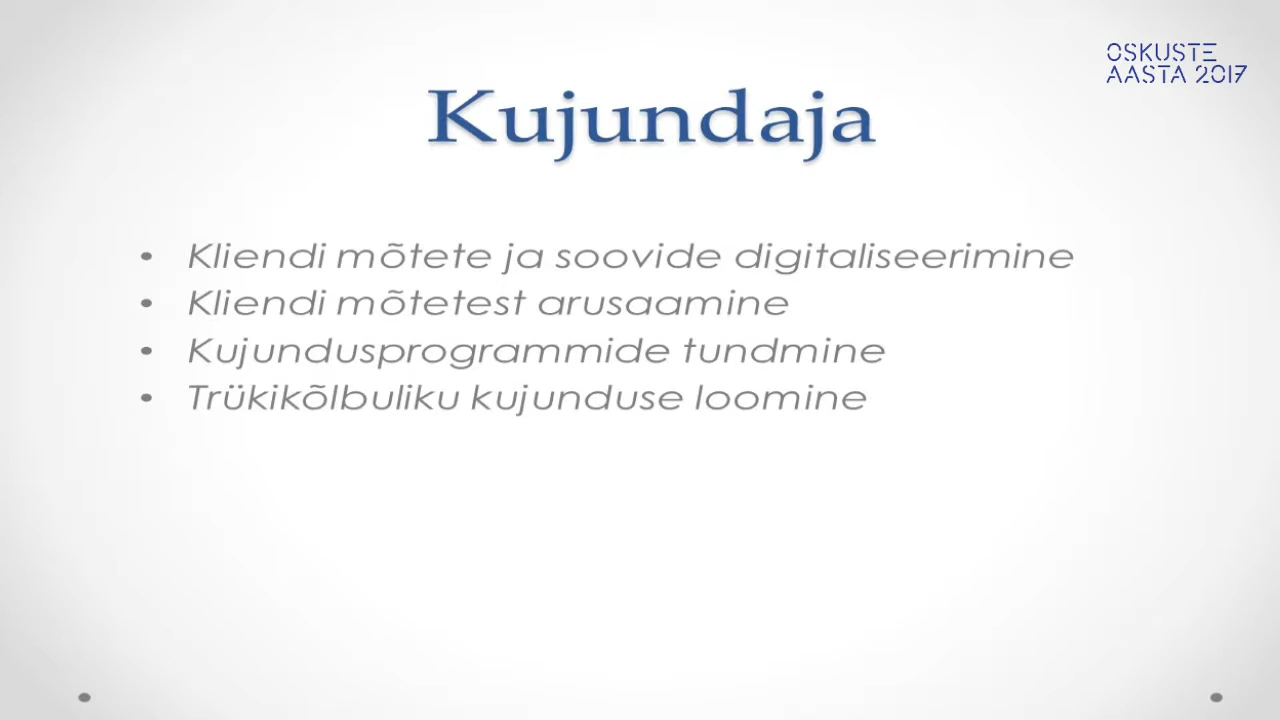 OSKUSTE
AASTA 2017
Kujundaja
• Kliendi mõtete ja soovide digitaliseerimine
• Kliendi mõtetest arusaamine
• Kujundusprogrammide tundmine
• Trükikõlbuliku kujunduse loomine